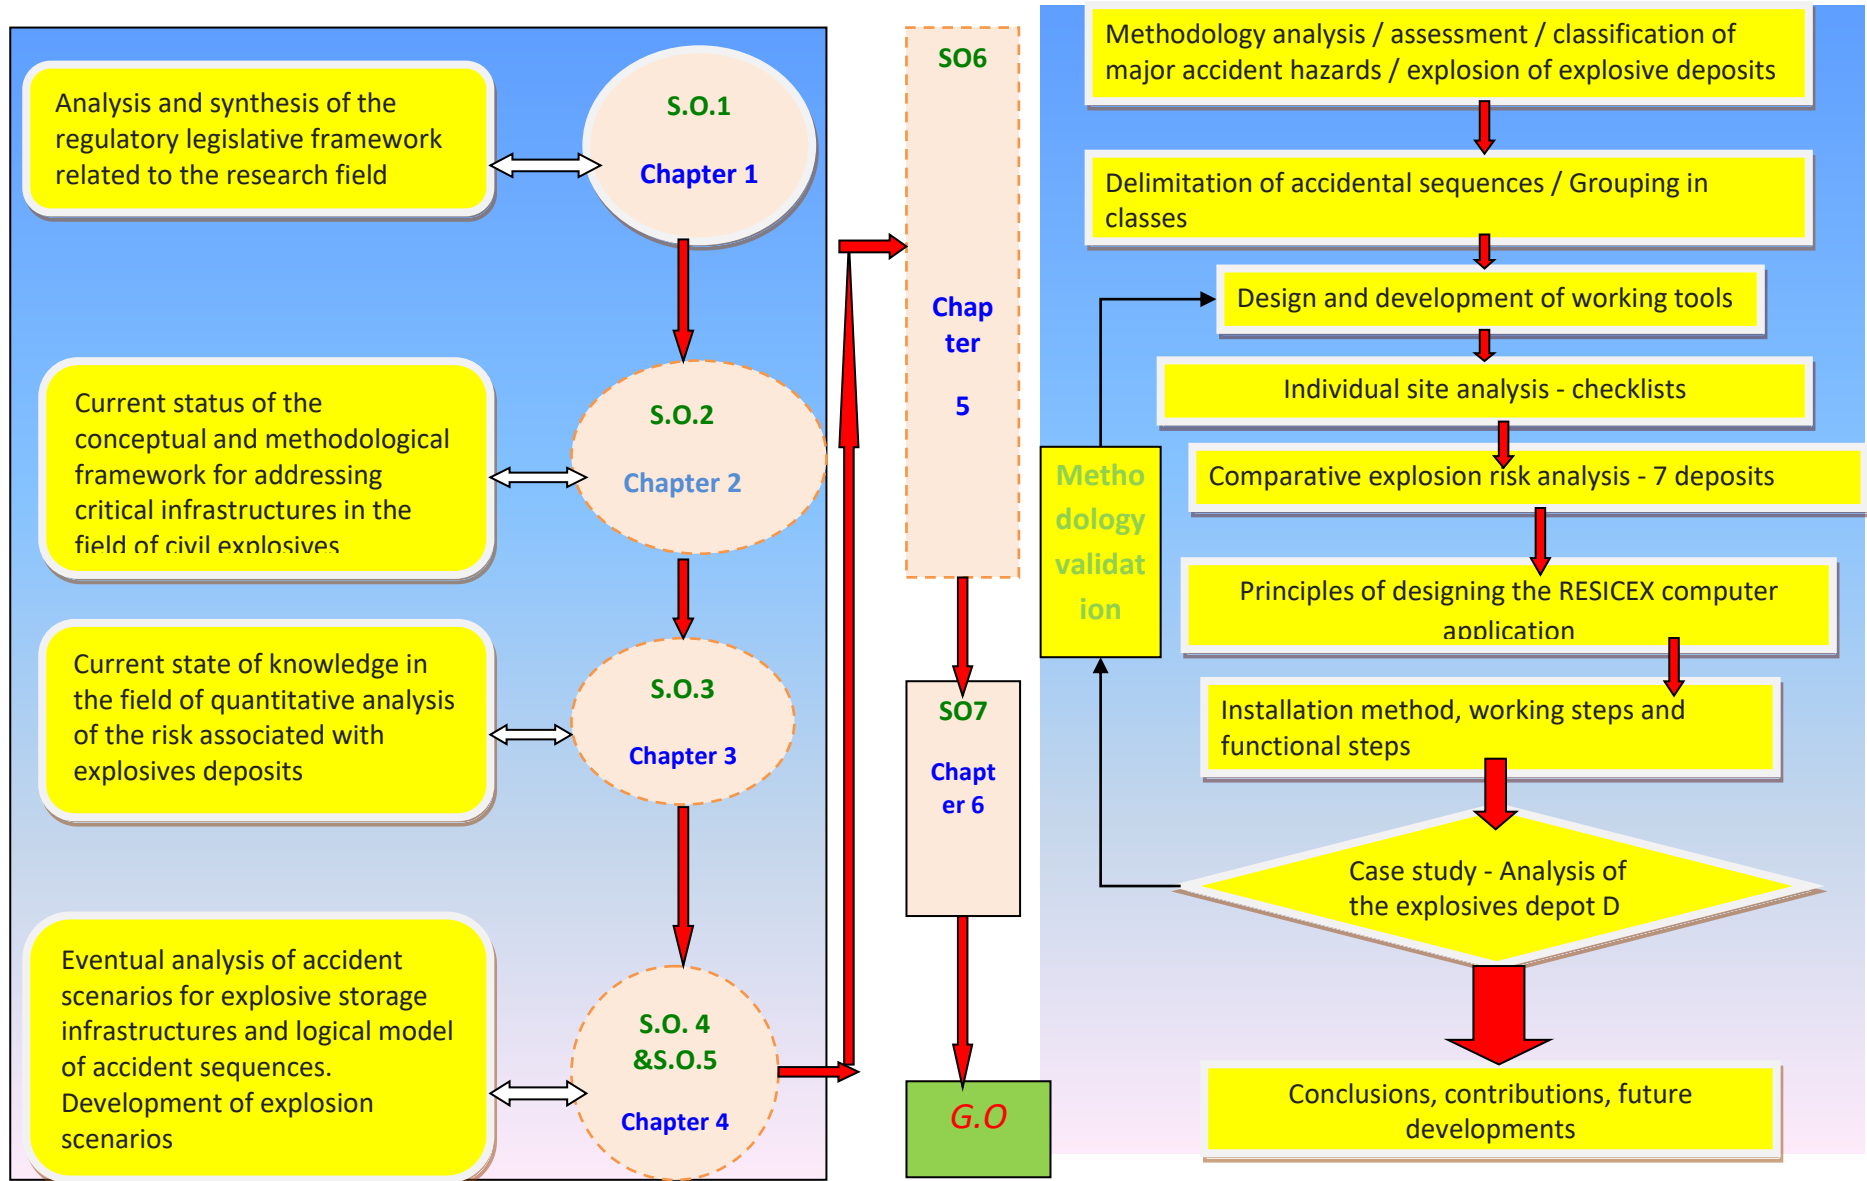 Analysis and synthesis of the
regulatory legislative framework
related to the research field
S.O.1
Chapter 1
Current status of the
conceptual and methodological
framework for addressing
critical infrastructures in the
field of civil explosives
S.O.2
Chapter 2
Current state of knowledge in
the field of quantitative analysis
of the risk associated with
explosives deposits
S.O.3
Chapter 3
Eventual analysis of accident
scenarios for explosive storage
infrastructures and logical model
of accident sequences.
Development of explosion
scenarios
S.O. 4
&S.O.5
Chapter 4
SO6
Chap
ter
5
SO7
Chapt
er 6
G.O
Methodology analysis / assessment / classification of
major accident hazards / explosion of explosive deposits
Delimitation of accidental sequences / Grouping in
classes
Design and development of working tools
Individual site analysis - checklists
Comparative explosion risk analysis - 7 deposits
Metho
dology
validat
ion
Principles of designing the RESICEX computer
application
Installation method, working steps and
functional steps
Case study - Analysis of
the explosives depot D
Conclusions, contributions, future
developments